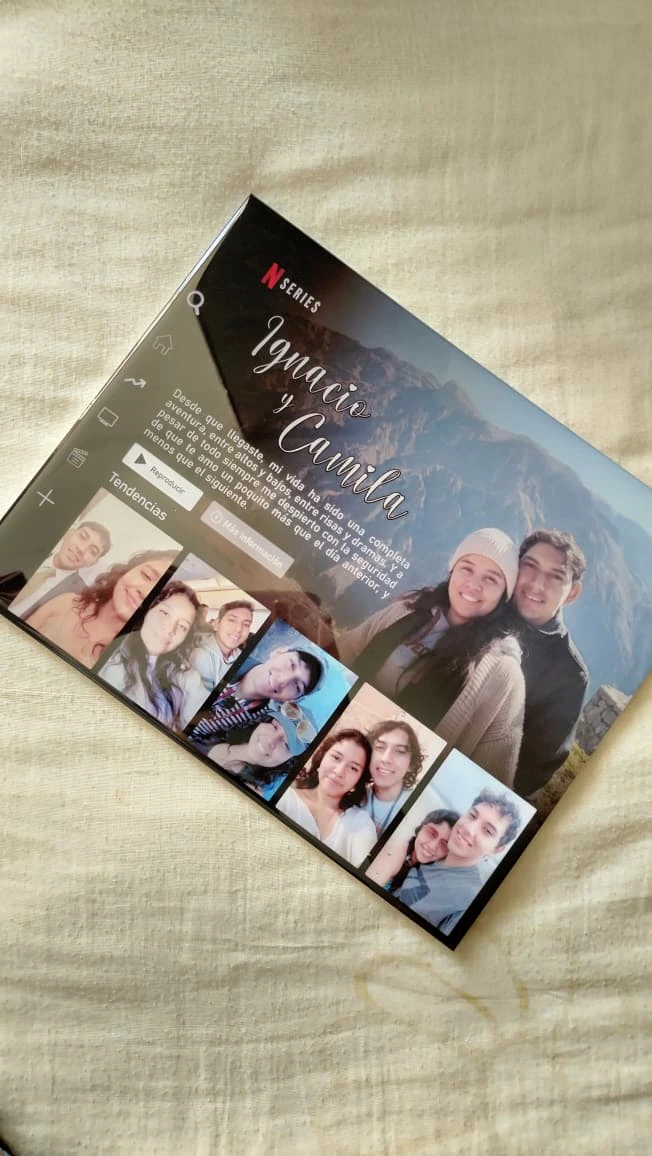 N SERIES
Ignacio
y
Camila
Desde que llegaste, mi vida ha sido una completa
aventura, entre altos y bajos, entre risas y dramas. Y a
pesar de todo siempre me despierto con la seguridad
de que te amo un poquito más que el día anterior, y
menos que el siguiente.
Reproducir
Más información
Tendencias